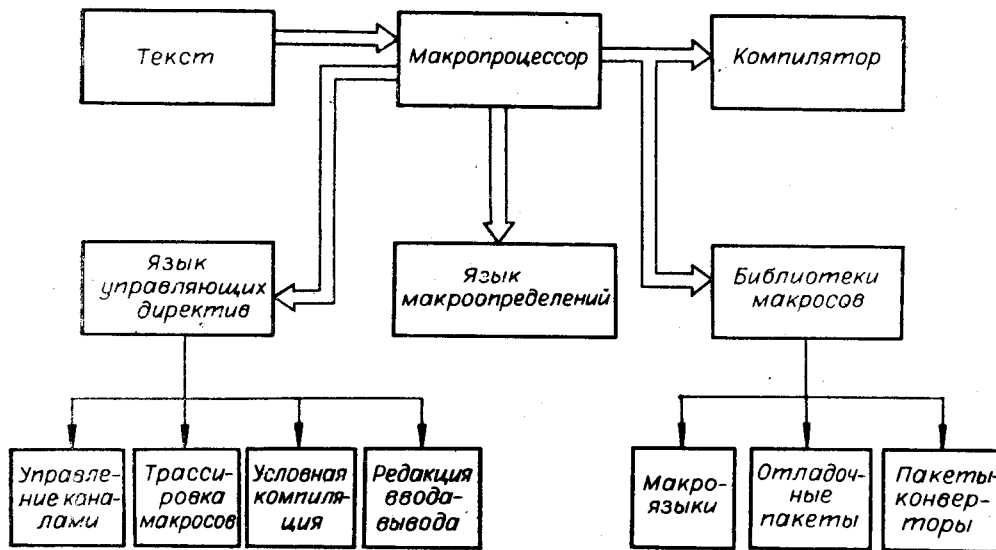 Текст
Макропроцессор
Компилятор
Язык
управляющих
директив
Язык
макроопределений
Библиотеки
макросов
Управле-
ние кана-
лами
Трасси-
ровка
макросов
Условная
компиля-
ция
Редакция
ввода-
вывода
Макро-
языки
Отладоч-
ные
пакеты
Пакеты-
конвер-
торы